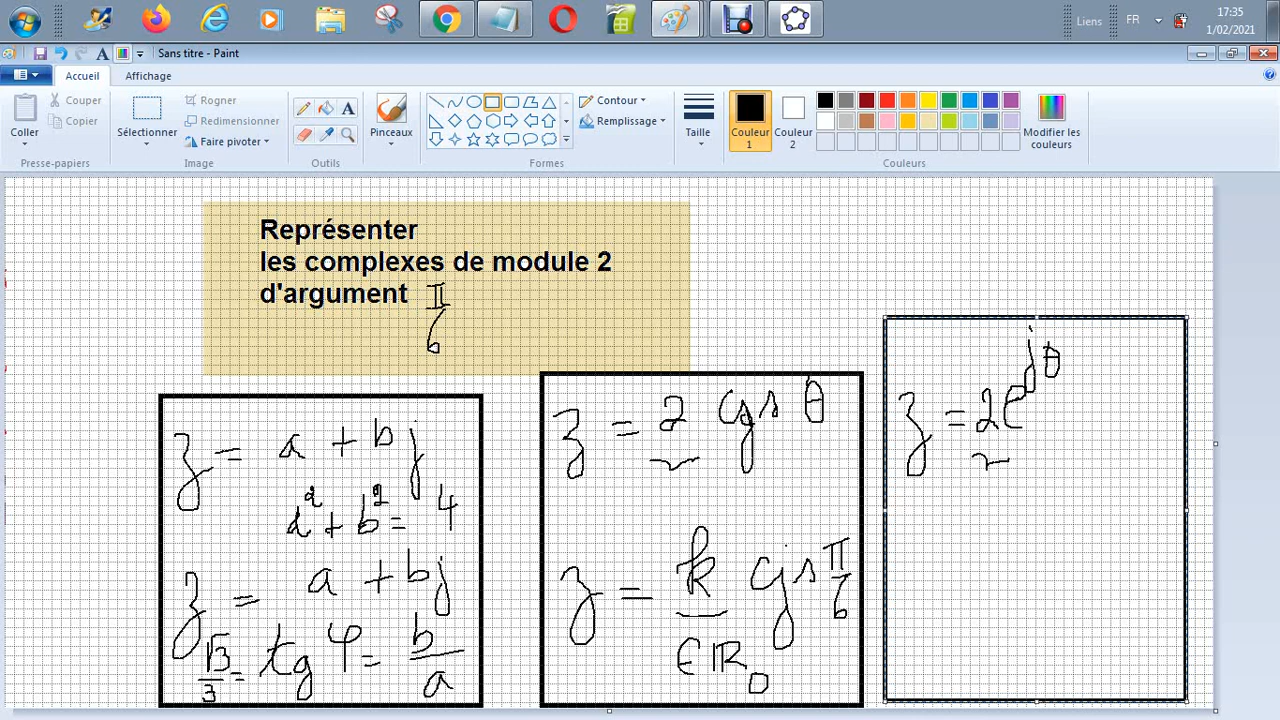 Liens
FR
17:35
1/02/2021
Sans titre - Paint
Accueil
Affichage
Coller
Couper
Copier
Presse-papiers
Sélectionner
Rogner
Redimensionner
Faire pivoter
Image
A
Outils
Pinceaux
Contour
Remplissage
Formes
Taille
Couleur 1
Couleur 2
Modifier les couleurs
Couleurs
Représenter
les complexes de module 2
d'argument π/6
z = a + bj
a² + b² = 4
z = a + bj
√3/3 = tg φ = b/a
z = 2 cjs θ
z = k cjs π/6
∈ ℝ₀
z = 2e^jθ